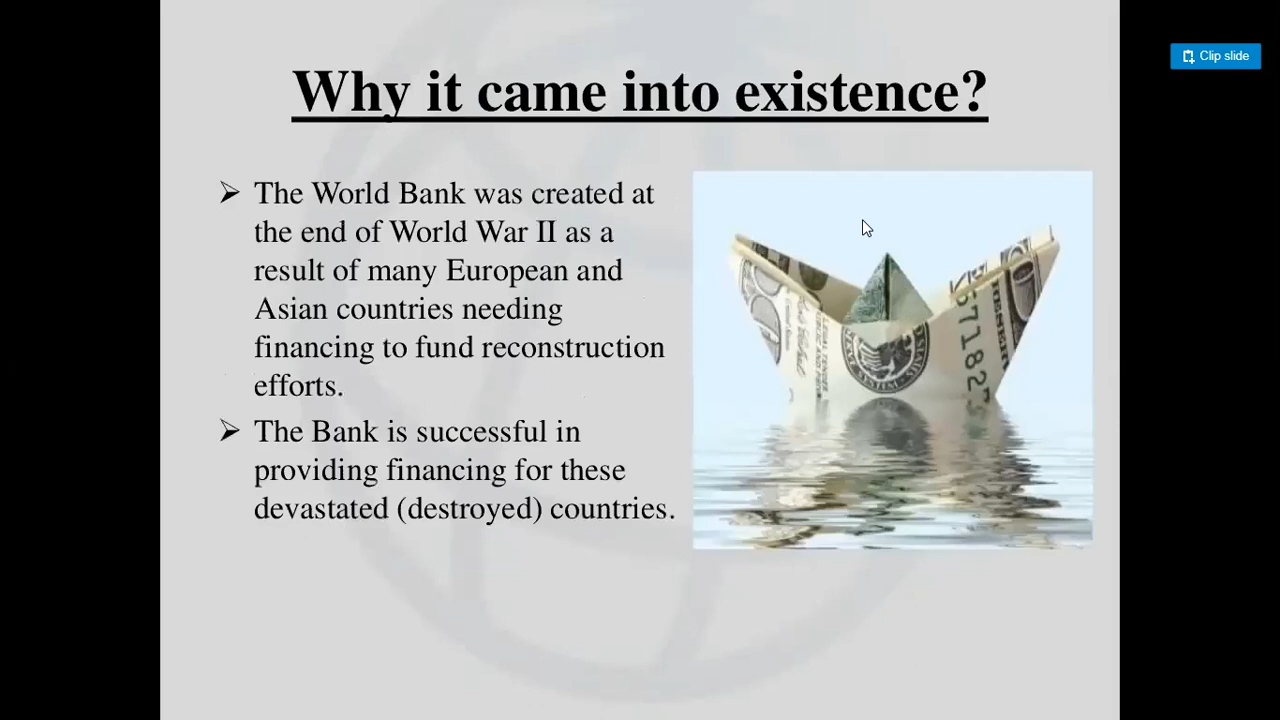 Clip slide
Why it came into existence?
➢ The World Bank was created at
the end of World War II as a
result of many European and
Asian countries needing
financing to fund reconstruction
efforts.
➢ The Bank is successful in
providing financing for these
devastated (destroyed) countries.